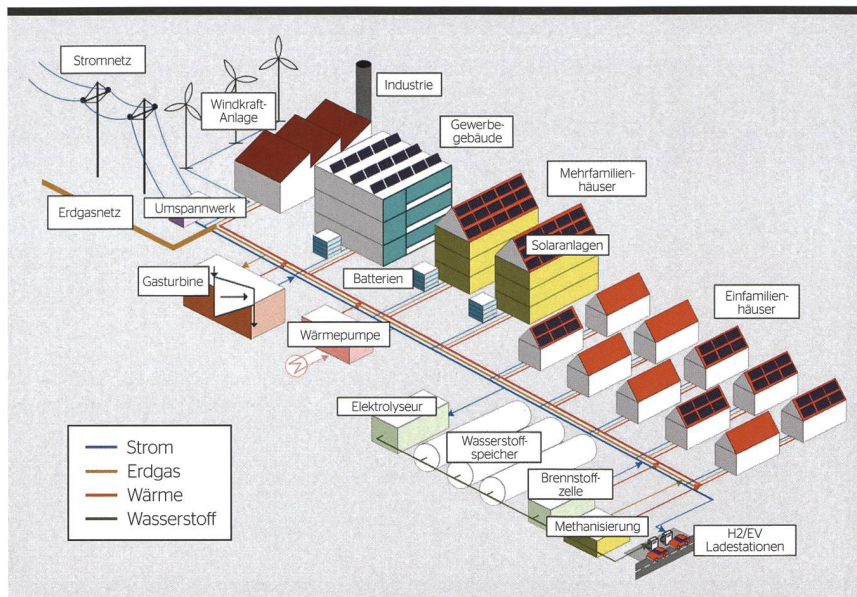 Stromnetz
Windkraft-
Anlage
Industrie
Gewerbe-
gebäude
Mehrfamilien-
häuser
Erdgasnetz
Umspannwerk
Solaranlagen
Gasturbine
Batterien
Einfamilien-
häuser
Wärmepumpe
Elektrolyseur
Wasserstoff-
speicher
Brennstoff-
zelle
Methanisierung
H2/EV
Ladestationen
Strom
Erdgas
Wärme
Wasserstoff